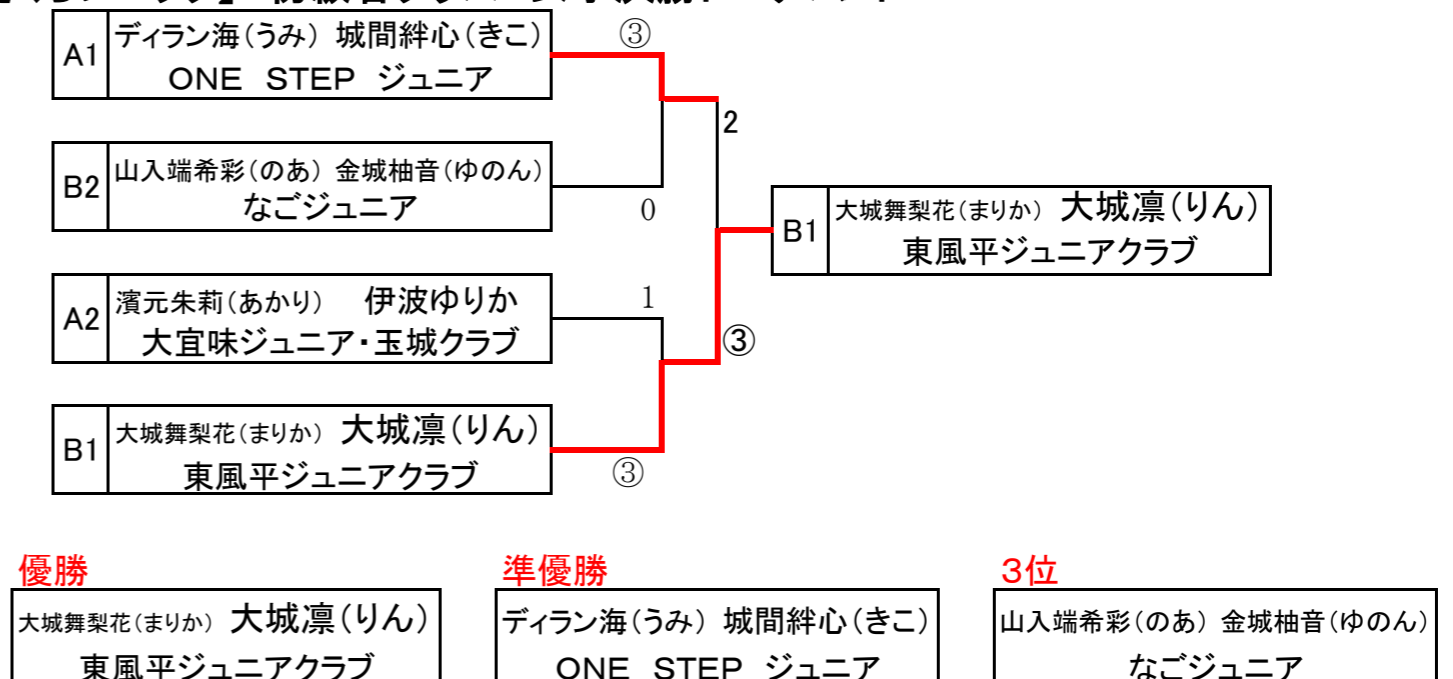 A1
ディラン海（うみ） 城間絆心（きこ）
ONE STEP ジュニア
③
2
B2
山入端希彩（のあ） 金城柚音（ゆのん）
なごジュニア
0
B1
大城舞梨花（まりか） 大城凛（りん）
東風平ジュニアクラブ
A2
濱元朱莉（あかり） 伊波ゆりか
大宜味ジュニア・玉城クラブ
1
③
B1
大城舞梨花（まりか） 大城凛（りん）
東風平ジュニアクラブ
③
優勝
大城舞梨花（まりか） 大城凛（りん）
東風平ジュニアクラブ
準優勝
ディラン海（うみ） 城間絆心（きこ）
ONE STEP ジュニア
3位
山入端希彩（のあ） 金城柚音（ゆのん）
なごジュニア